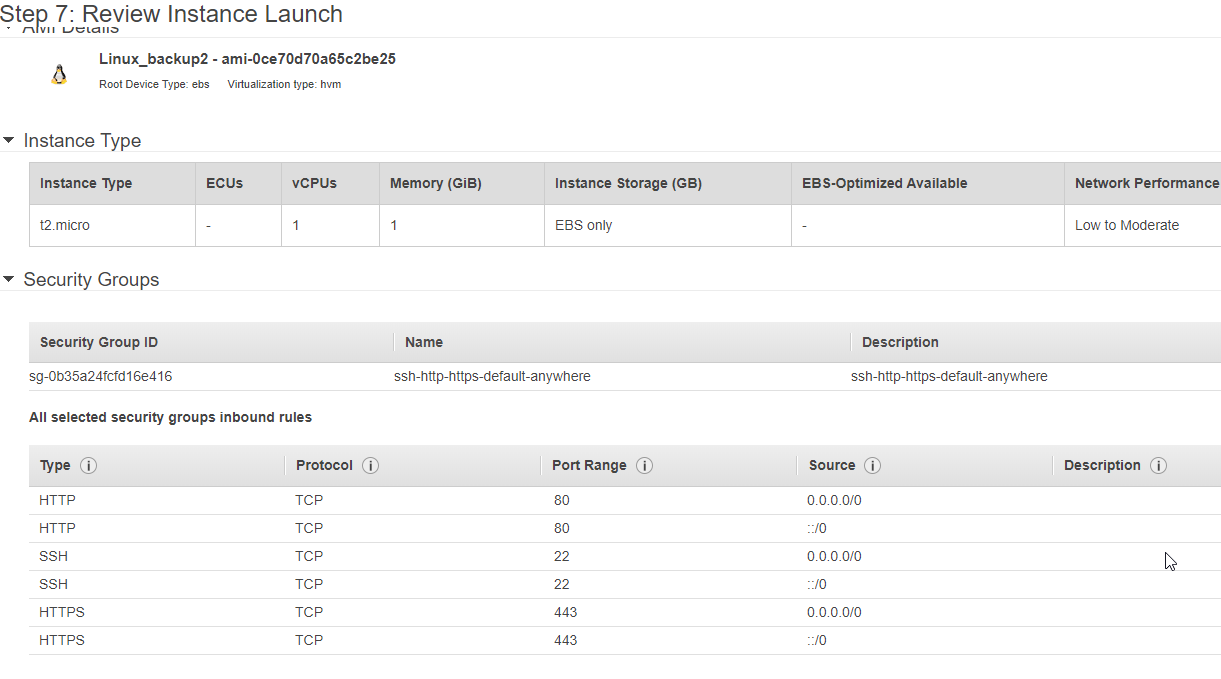 Step 7: Review Instance Launch
AMI Details
Linux_backup2 - ami-0ce70d70a65c2be25
Root Device Type: ebs Virtualization type: hvm
Instance Type
Instance Type ECUs vCPUs Memory (GiB) Instance Storage (GB) EBS-Optimized Available Network Performance
t2.micro - 1 1 EBS only - Low to Moderate
Security Groups
Security Group ID Name Description
sg-0b35a24fcfd16e416 ssh-http-https-default-anywhere ssh-http-https-default-anywhere
All selected security groups inbound rules
Type i Protocol i Port Range i Source i Description i
HTTP TCP 80 0.0.0.0/0
HTTP TCP 80 ::/0
SSH TCP 22 0.0.0.0/0
SSH TCP 22 ::/0
HTTPS TCP 443 0.0.0.0/0
HTTPS TCP 443 ::/0